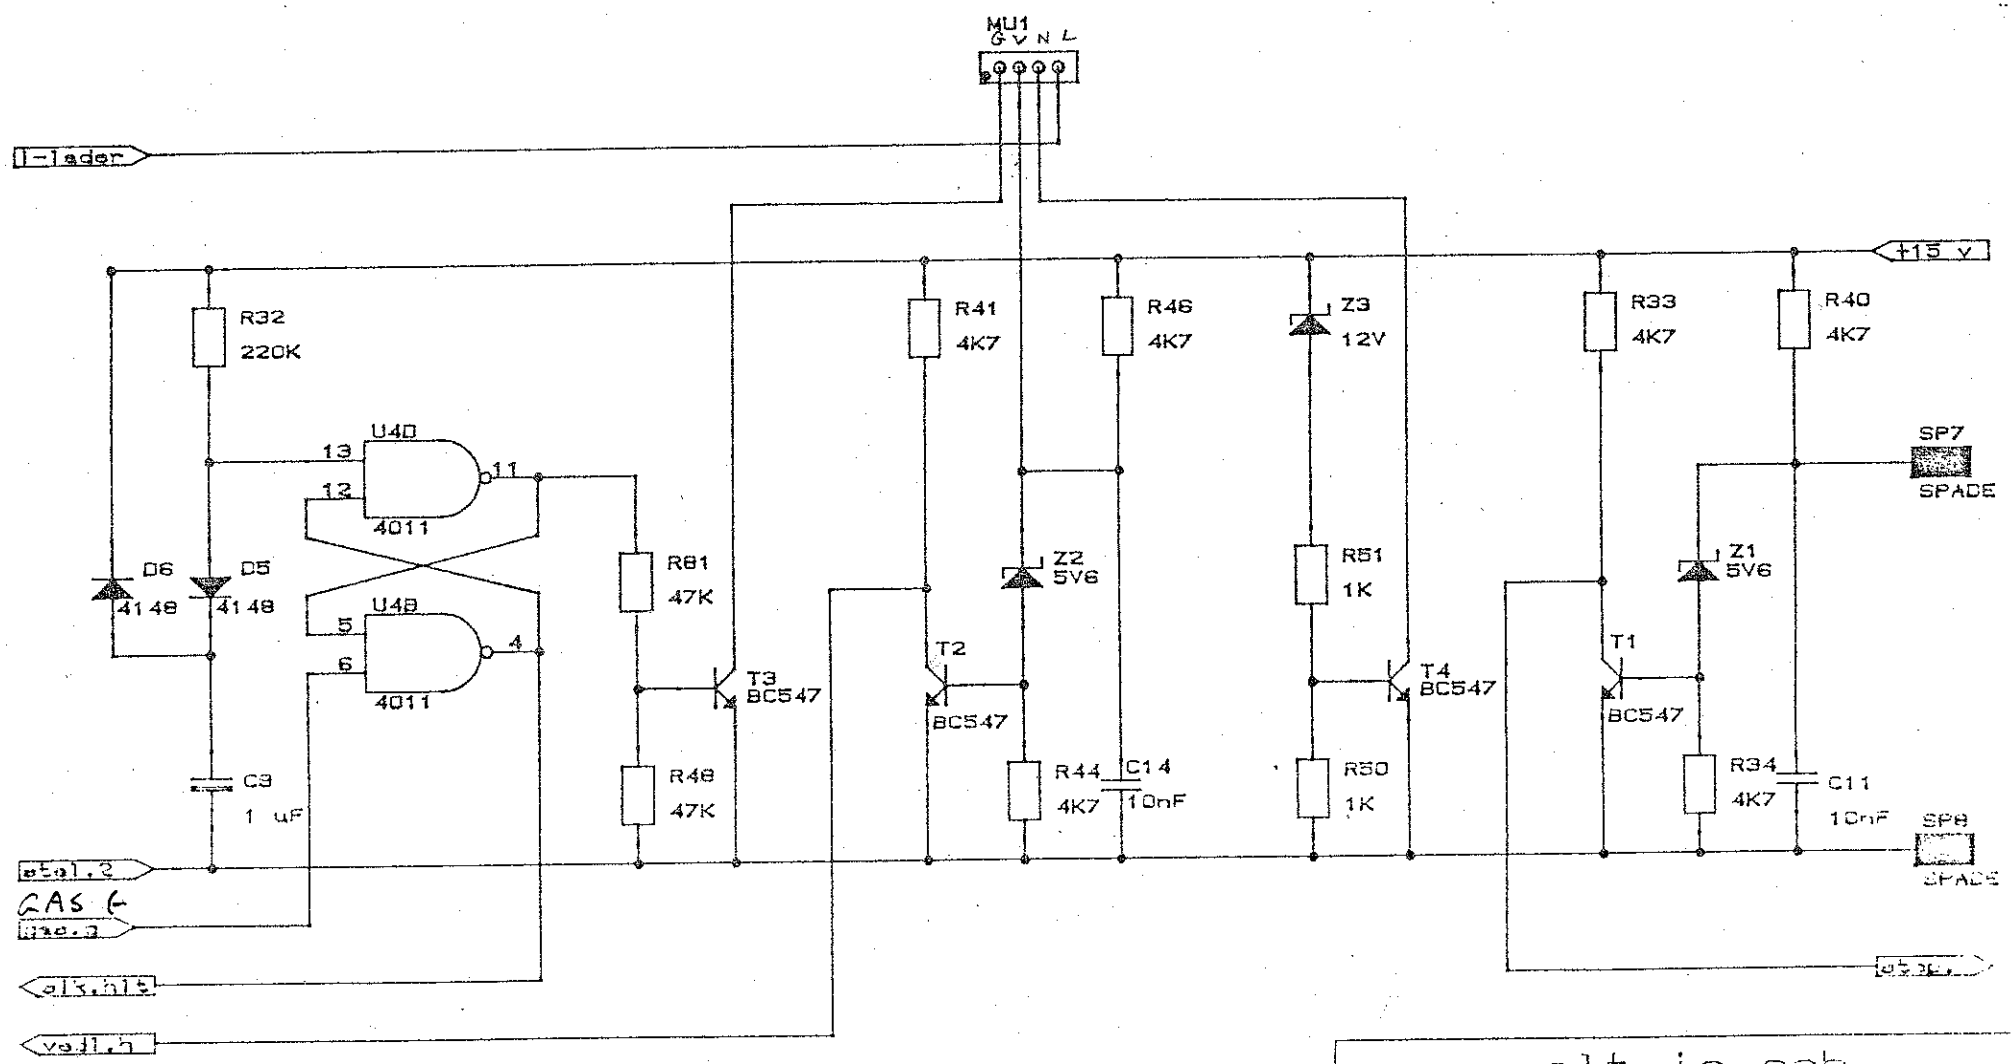 MU1
G V N L
+15 v
R32
220K
R41
4K7
R46
4K7
Z3
12V
R33
4K7
R40
4K7
U4D
13
12
11
4011
SP7
SPADE
D6
4148
D5
4148
R81
47K
Z2
5V6
R51
1K
Z1
5V6
U4B
5
6
4
4011
T3
BC547
T2
BC547
T4
BC547
T1
BC547
C3
1 uF
R48
47K
R44
4K7
C14
10nF
R50
1K
R34
4K7
C11
10nF
SP8
SPADE
GAS